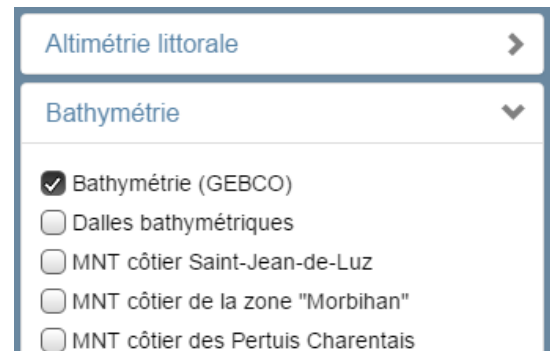 Altimétrie littorale
Bathymétrie
Bathymétrie (GEBCO)
Dalles bathymétriques
MNT côtier Saint-Jean-de-Luz
MNT côtier de la zone "Morbihan"
MNT côtier des Pertuis Charentais